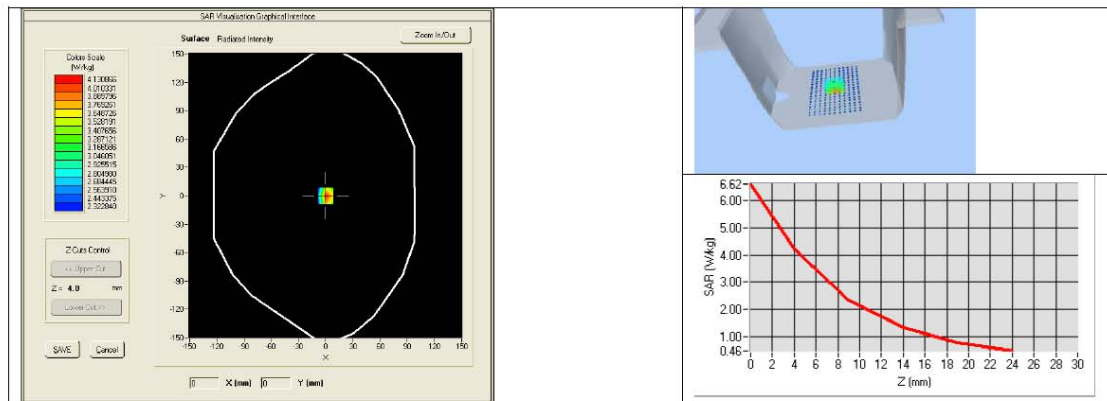 SAR Visualisation Graphical Interface
Surface Radiated Intensity
Zoom In/Out
Colors Scale
(W/kg)
4.130866
4.010331
3.889796
3.769261
3.648726
3.528191
3.407656
3.287121
3.166586
3.046051
2.925515
2.804980
2.684445
2.563910
2.443375
2.322840
150
120
90
60
30
0
-30
-60
-90
-120
-150
Y
-150 -120 -90 -60 -30 0 30 60 90 120 150
X
Z Cuts Control
<< Upper Cut
Z = 4.0 mm
Lower Cut >>
SAVE Cancel
0 X (mm) 0 Y (mm)
6.62
6.00
5.00
4.00
3.00
2.00
1.00
0.46
SAR (W/kg)
0 2 4 6 8 10 12 14 16 18 20 22 24 26 28 30
Z (mm)